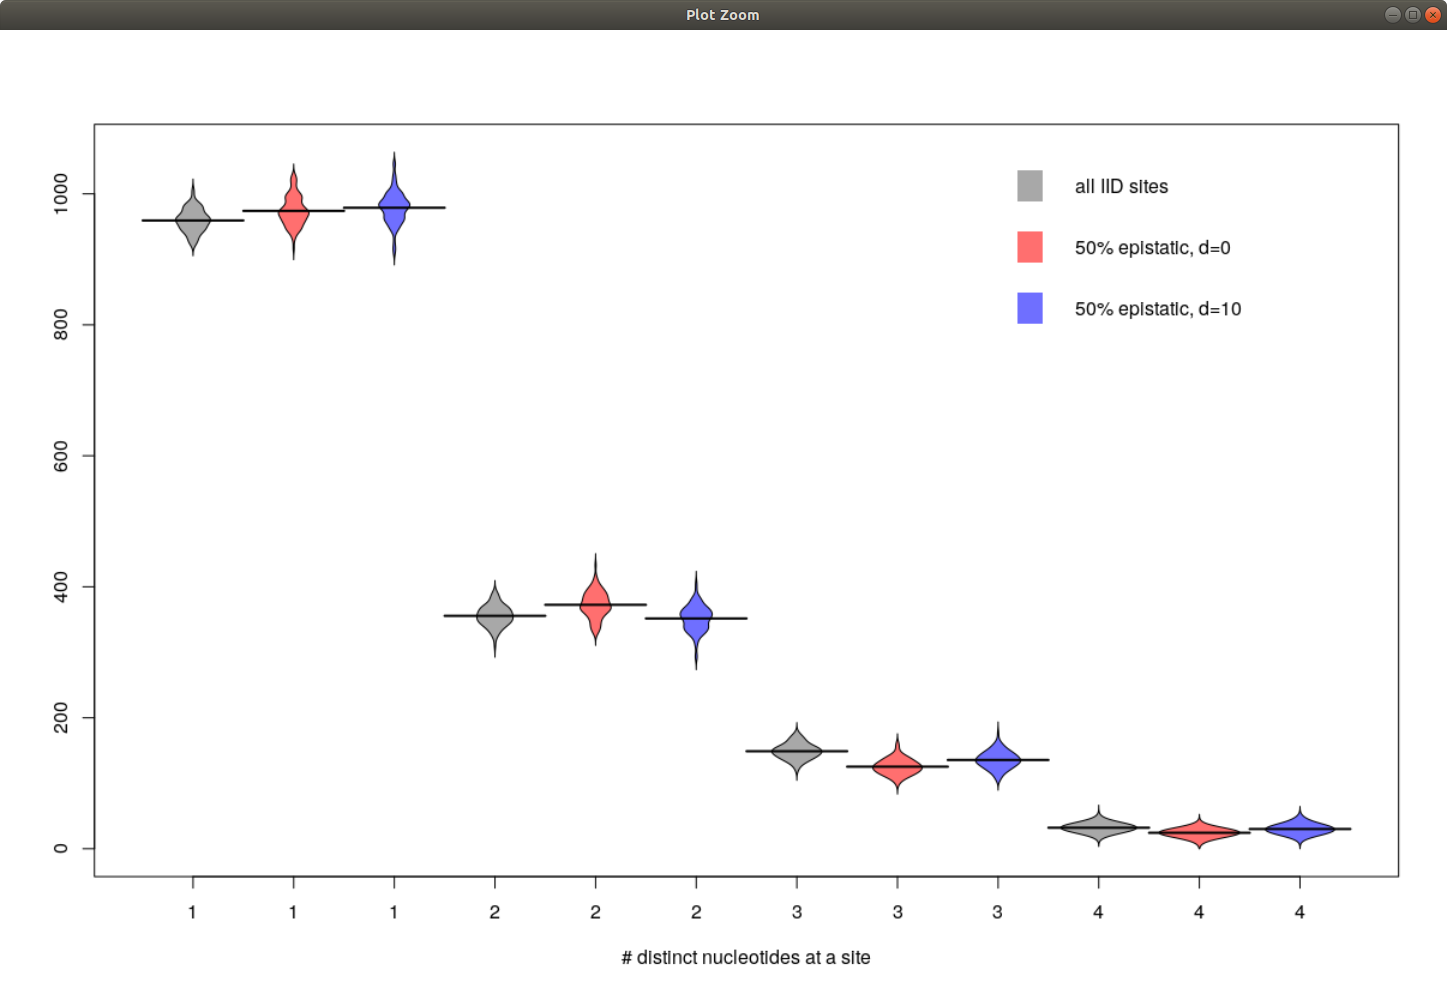 Plot Zoom
all IID sites
50% epistatic, d=0
50% epistatic, d=10
1000
800
600
400
200
0
1 1 1 2 2 2 3 3 3 4 4 4
# distinct nucleotides at a site